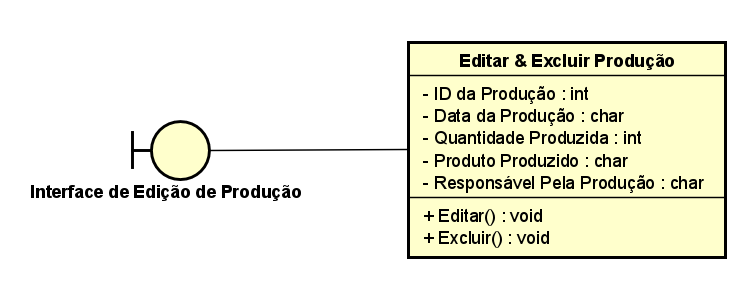 Editar & Excluir Produção
- ID da Produção : int
- Data da Produção : char
- Quantidade Produzida : int
- Produto Produzido : char
- Responsável Pela Produção : char
+ Editar() : void
+ Excluir() : void
Interface de Edição de Produção